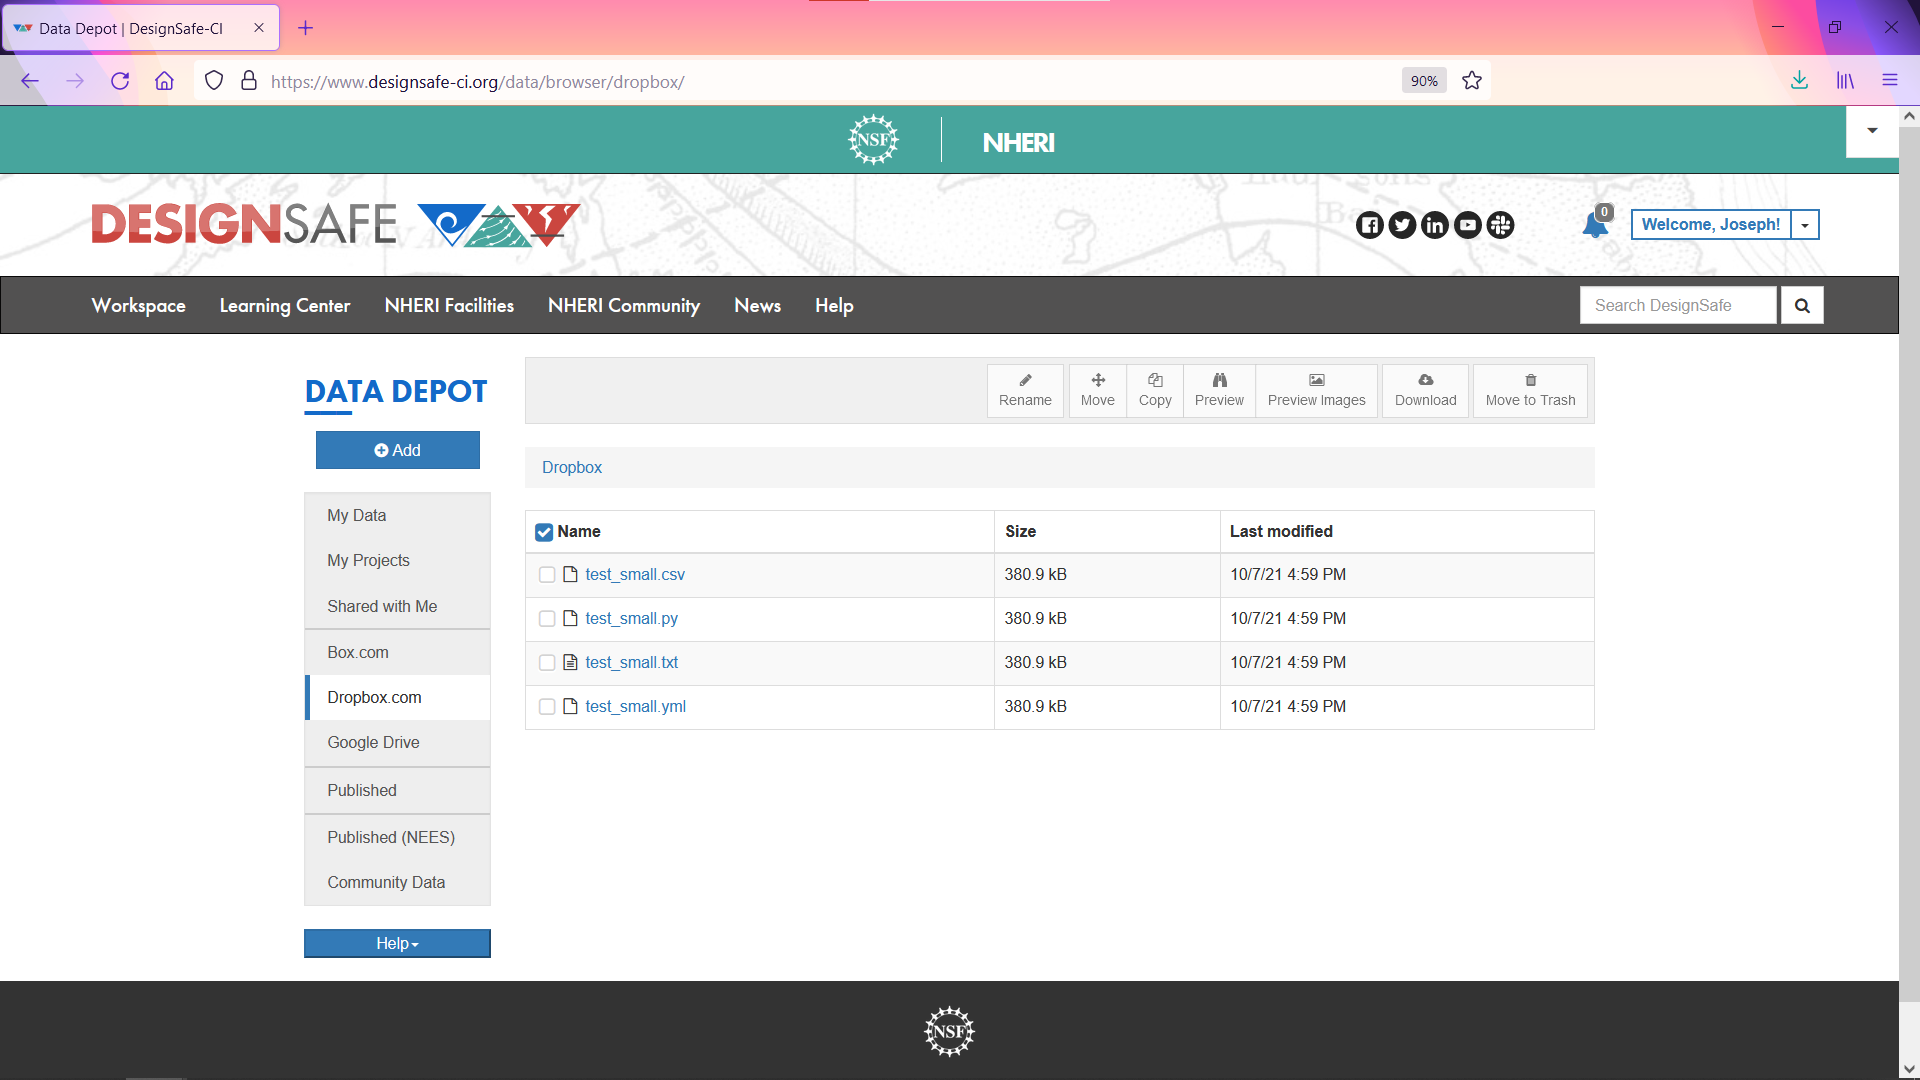 Data Depot | DesignSafe-CI
https://www.designsafe-ci.org/data/browser/dropbox/
90%
NSF
NHERI
DESIGNSAFE
0
Welcome, Joseph!
Workspace Learning Center NHERI Facilities NHERI Community News Help
Search DesignSafe
DATA DEPOT
Add
My Data
My Projects
Shared with Me
Box.com
Dropbox.com
Google Drive
Published
Published (NEES)
Community Data
Help
Rename Move Copy Preview Preview Images Download Move to Trash
Dropbox
Name Size Last modified
test_small.csv 380.9 kB 10/7/21 4:59 PM
test_small.py 380.9 kB 10/7/21 4:59 PM
test_small.txt 380.9 kB 10/7/21 4:59 PM
test_small.yml 380.9 kB 10/7/21 4:59 PM
NSF